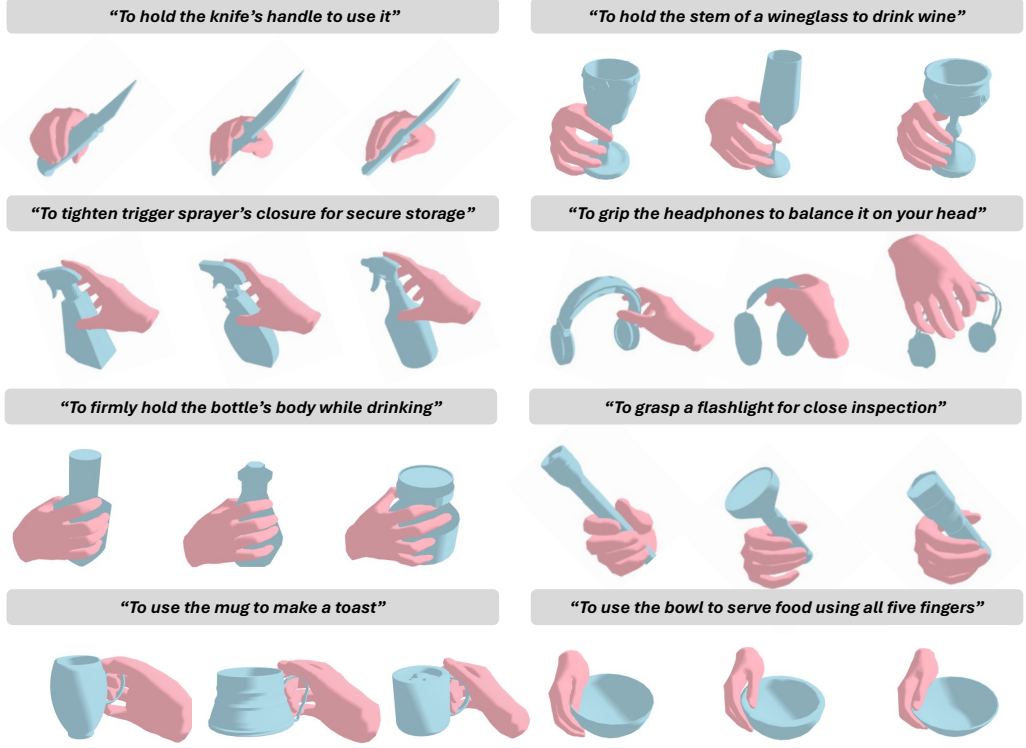 “To hold the knife’s handle to use it”
“To hold the stem of a wineglass to drink wine”
“To tighten trigger sprayer’s closure for secure storage”
“To grip the headphones to balance it on your head”
“To firmly hold the bottle’s body while drinking”
“To grasp a flashlight for close inspection”
“To use the mug to make a toast”
“To use the bowl to serve food using all five fingers”